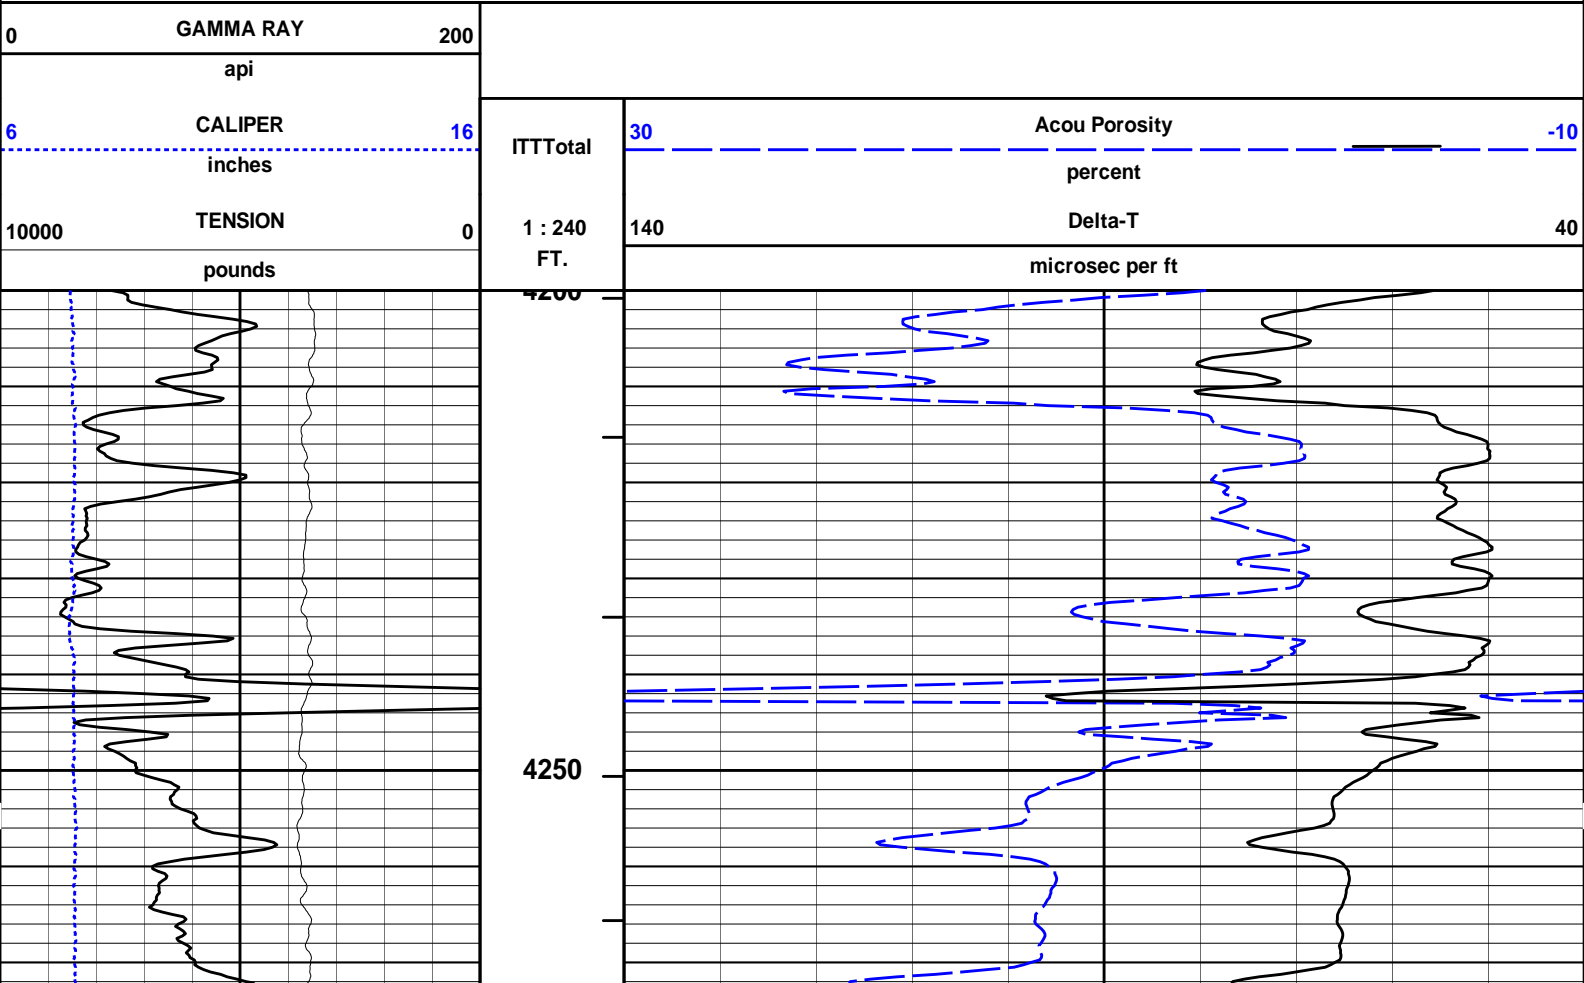 GAMMA RAY
0 200
api
CALIPER
6 16
inches
TENSION
10000 0
pounds
ITTTotal
1 : 240
FT.
Acou Porosity
30 -10
percent
Delta-T
140 40
microsec per ft
4200
4250